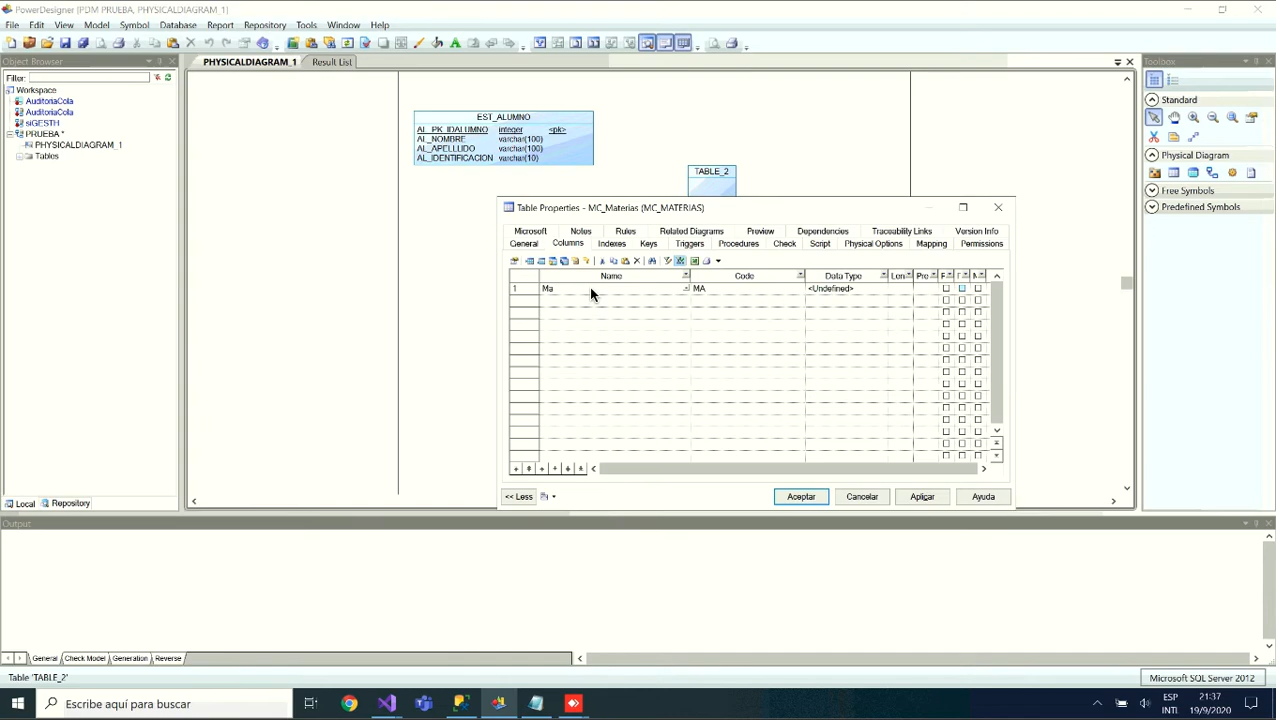 PowerDesigner [PDM PRUEBA, PHYSICALDIAGRAM_1]
File Edit View Model Symbol Database Report Repository Tools Window Help
Object Browser
Filter:
Workspace
AuditoriaCola
AuditoriaCola
siGESTH
PRUEBA *
PHYSICALDIAGRAM_1
Tables
Local Repository
PHYSICALDIAGRAM_1 Result List
EST_ALUMNO
AL_PK_IDALUMNO integer <pk>
AL_NOMBRE varchar(100)
AL_APELLUDO varchar(100)
AL_IDENTIFICACION varchar(10)
TABLE_2
Table Properties - MC_Materias (MC_MATERIAS)
Microsoft Notes Rules Related Diagrams Preview Dependencies Traceability Links Version Info
General Columns Indexes Keys Triggers Procedures Check Script Physical Options Mapping Permissions
Name Code Data Type Len Pre
1 Ma MA <Undefined>
<< Less Aceptar Cancelar Aplicar Ayuda
Toolbox
Standard
Physical Diagram
Free Symbols
Predefined Symbols
Output
General Check Model Generation Reverse
Table 'TABLE_2'
Microsoft SQL Server 2012
Escribe aquí para buscar
ESP
INTL
21:37
19/9/2020